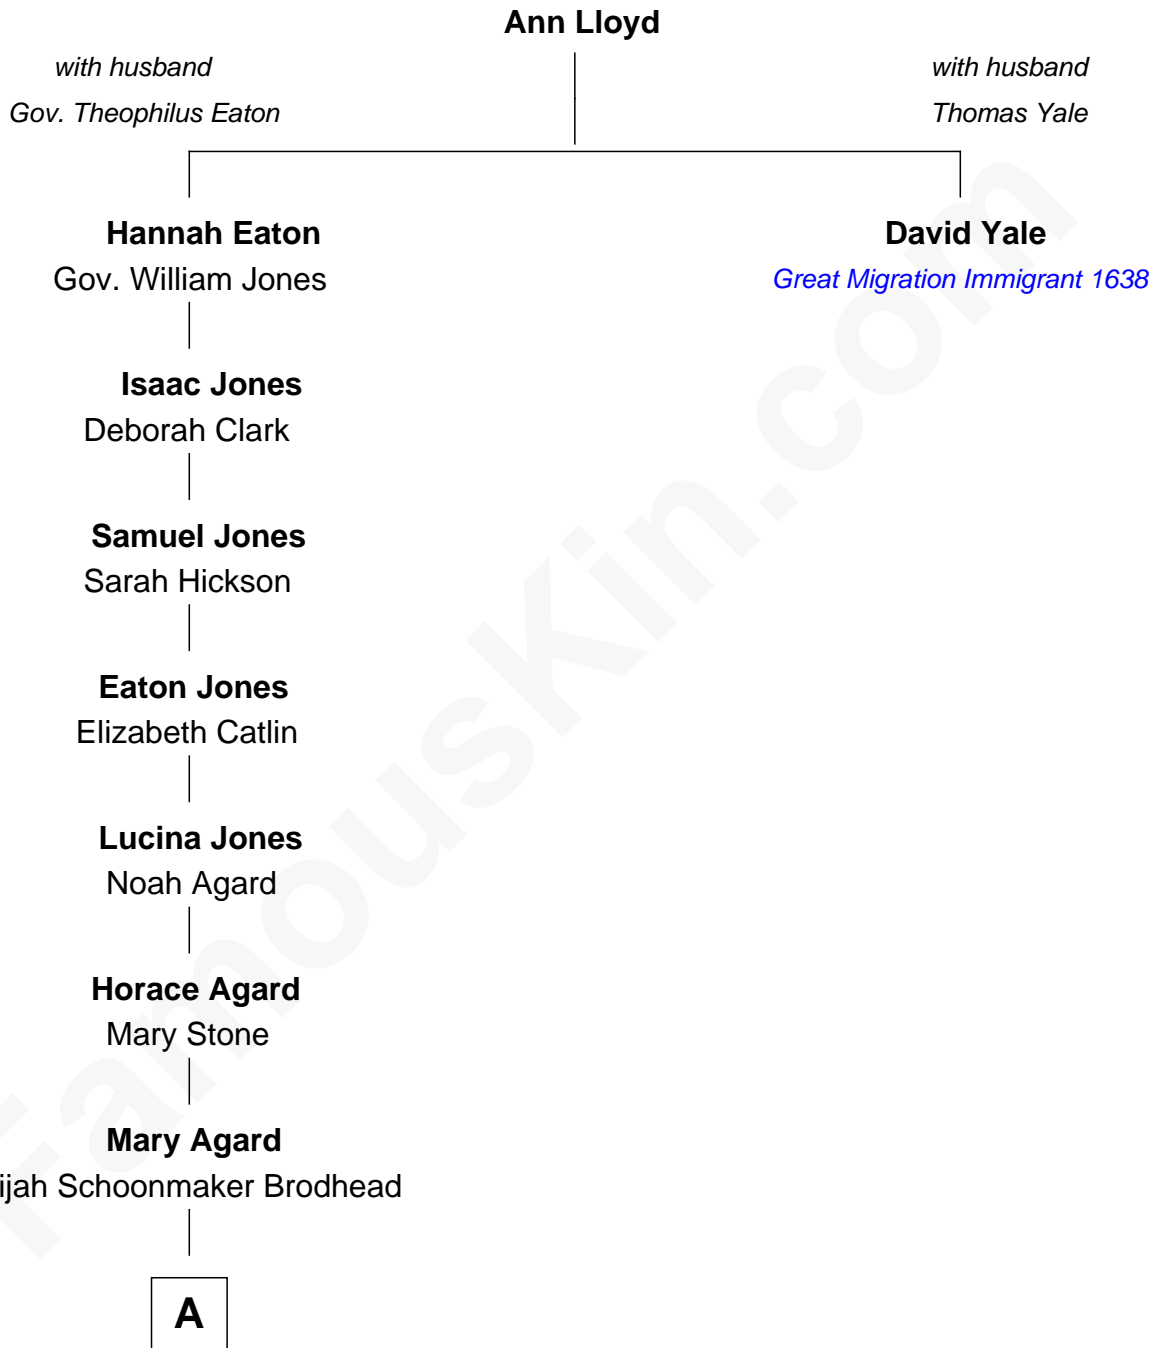 Ann Lloyd
with husband
Gov. Theophilus Eaton
with husband
Thomas Yale
Hannah Eaton
Gov. William Jones
David Yale
Great Migration Immigrant 1638
Isaac Jones
Deborah Clark
Samuel Jones
Sarah Hickson
Eaton Jones
Elizabeth Catlin
Lucina Jones
Noah Agard
Horace Agard
Mary Stone
Mary Agard
ijah Schoonmaker Brodhead
A
FamousKin.com